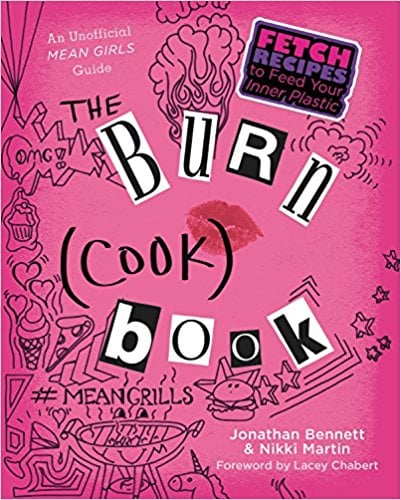 An Unofficial
MEAN GIRLS
Guide
FETCH
RECIPES
to Feed Your
Inner Plastic
THE
BURn
(COOK)
book
OMG!
#MEANGRILLS
Jonathan Bennett
& Nikki Martin
Foreword by Lacey Chabert